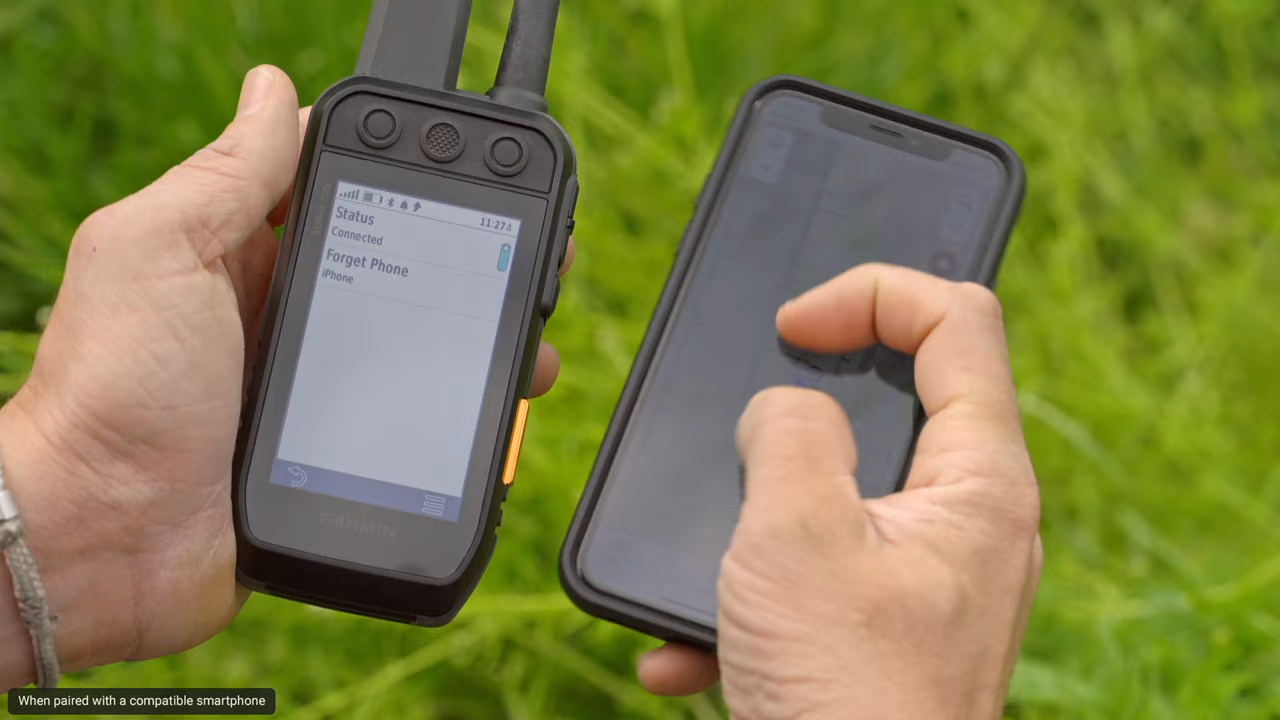 11:27
Status
Connected
Forget Phone
iPhone
GARMIN
When paired with a compatible smartphone